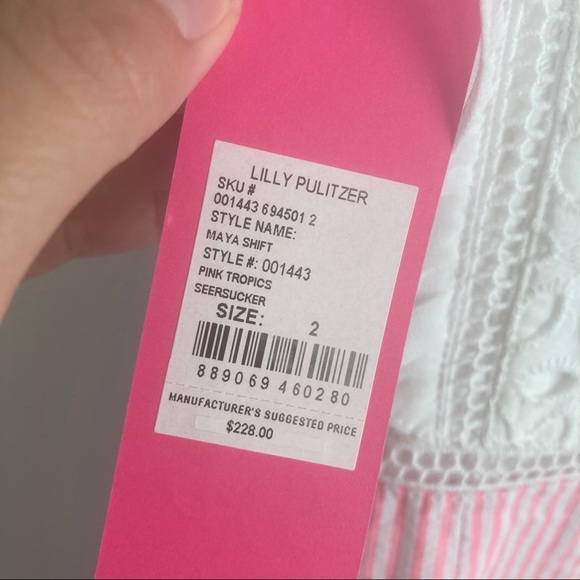 LILLY PULITZER
SKU #
001443 694501 2
STYLE NAME:
MAYA SHIFT
STYLE #: 001443
PINK TROPICS
SEERSUCKER
SIZE: 2
889069 460280
MANUFACTURER'S SUGGESTED PRICE
$228.00